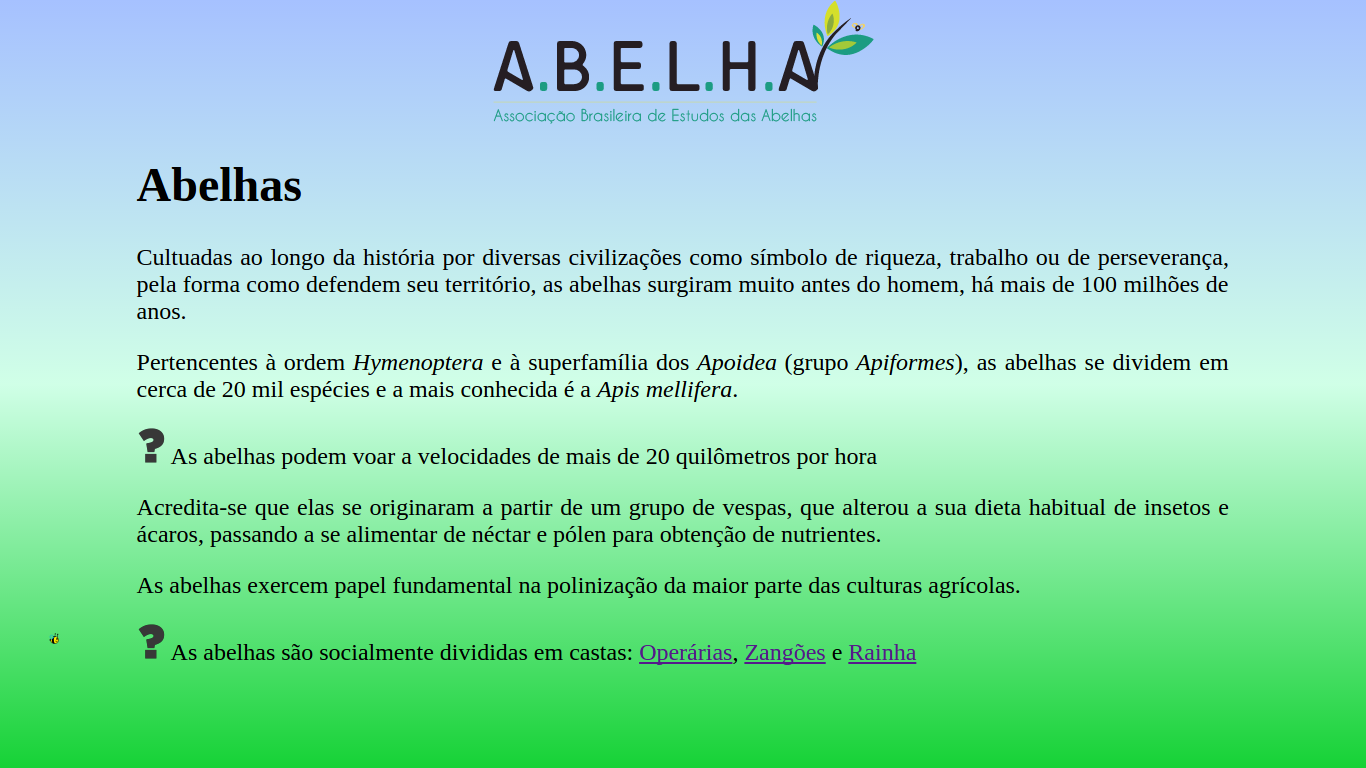 A.B.E.L.H.A
Associação Brasileira de Estudos das Abelhas
Abelhas
Cultuadas ao longo da história por diversas civilizações como símbolo de riqueza, trabalho ou de perseverança,
pela forma como defendem seu território, as abelhas surgiram muito antes do homem, há mais de 100 milhões de
anos.
Pertencentes à ordem Hymenoptera e à superfamília dos Apoidea (grupo Apiformes), as abelhas se dividem em
cerca de 20 mil espécies e a mais conhecida é a Apis mellifera.
? As abelhas podem voar a velocidades de mais de 20 quilômetros por hora
Acredita-se que elas se originaram a partir de um grupo de vespas, que alterou a sua dieta habitual de insetos e
ácaros, passando a se alimentar de néctar e pólen para obtenção de nutrientes.
As abelhas exercem papel fundamental na polinização da maior parte das culturas agrícolas.
? As abelhas são socialmente divididas em castas: Operárias, Zangões e Rainha